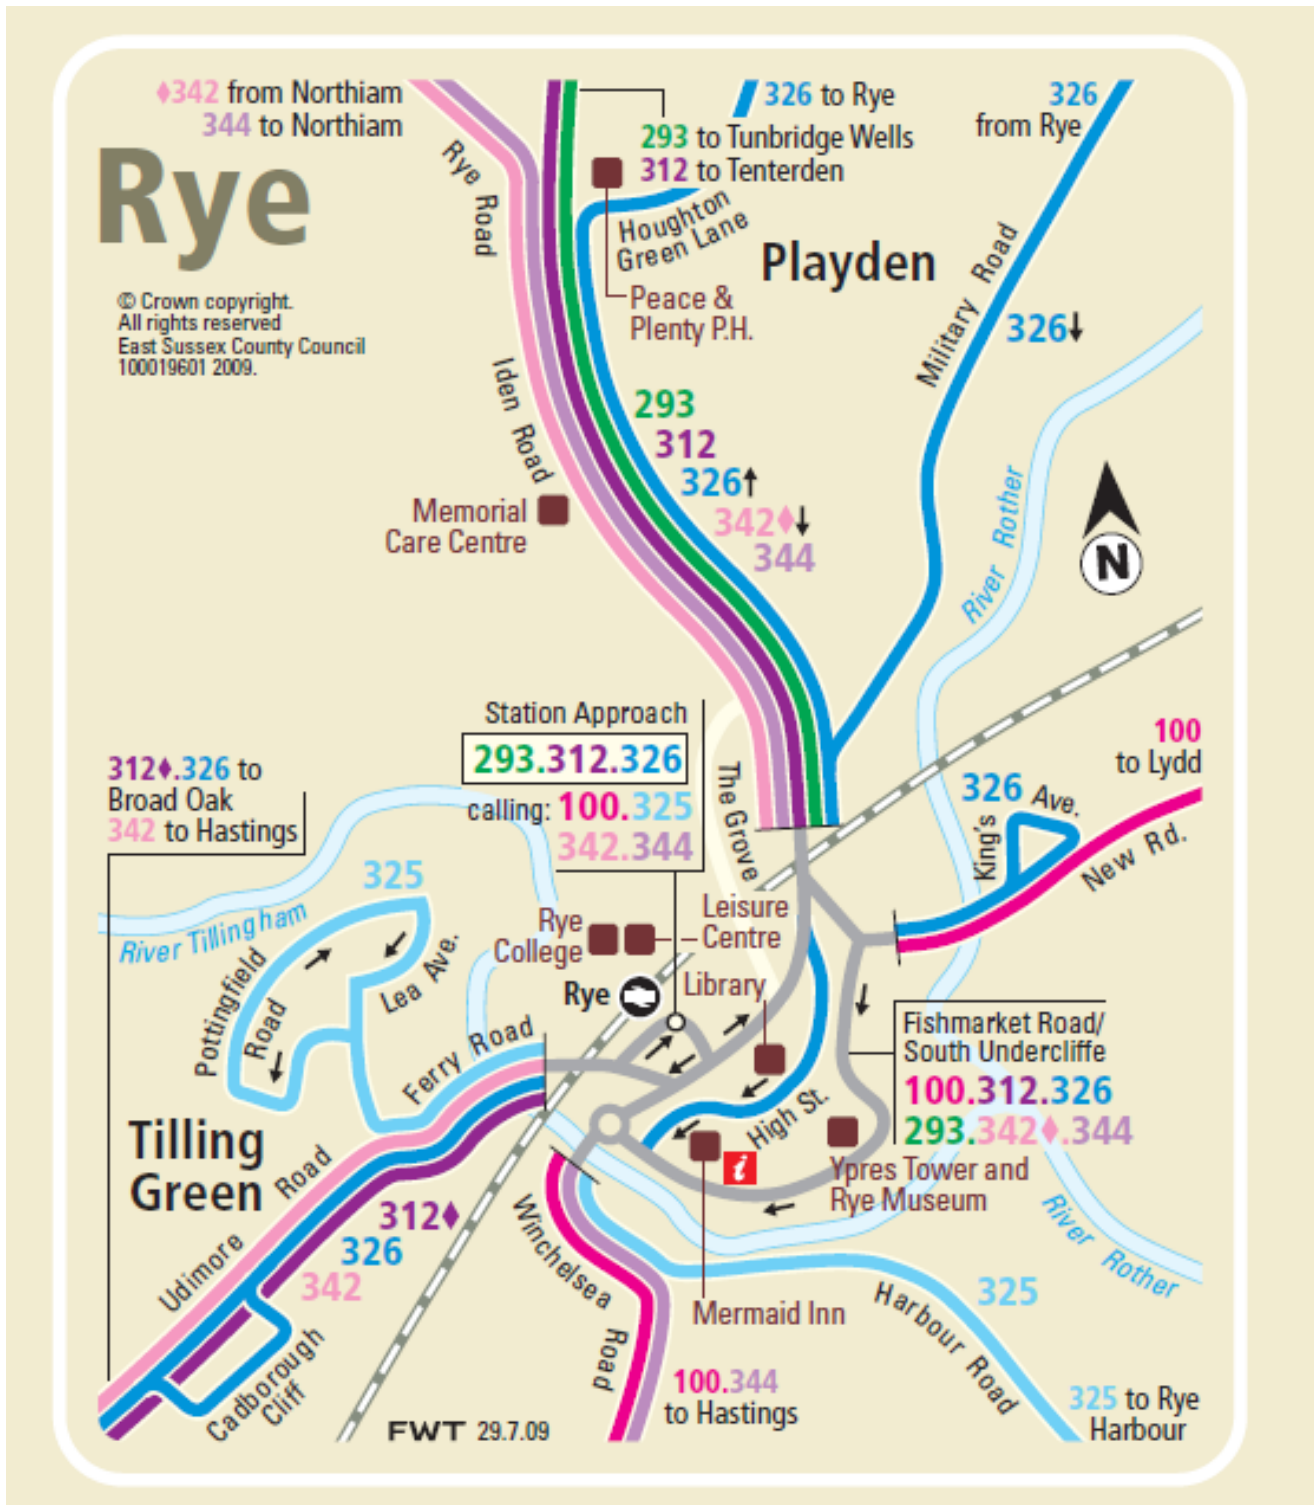 ♦342 from Northiam
344 to Northiam
326 to Rye
293 to Tunbridge Wells
312 to Tenterden
326
from Rye
Rye
© Crown copyright.
All rights reserved
East Sussex County Council
100019601 2009.
Rye Road
Houghton
Green Lane
Playden
Peace &
Plenty P.H.
Military Road
326↓
Iden Road
293
312
326↑
342♦↓
344
Memorial
Care Centre
River Rother
N
Station Approach
293.312.326
calling: 100.325
342.344
The Grove
100
to Lydd
312♦.326 to
Broad Oak
342 to Hastings
326
King's Ave.
New Rd.
325
River Tillingham
Pottingfield
Road
Lea Ave.
Rye
College
Leisure
Centre
Rye
Library
Ferry Road
Fishmarket Road/
South Undercliffe
100.312.326
293.342♦.344
High St.
i
Ypres Tower and
Rye Museum
Tilling
Green
Udimore Road
312♦
326
342
Winchelsea
Road
River Rother
Mermaid Inn
Harbour Road
325
Cadborough
Cliff
100.344
to Hastings
325 to Rye
Harbour
FWT 29.7.09